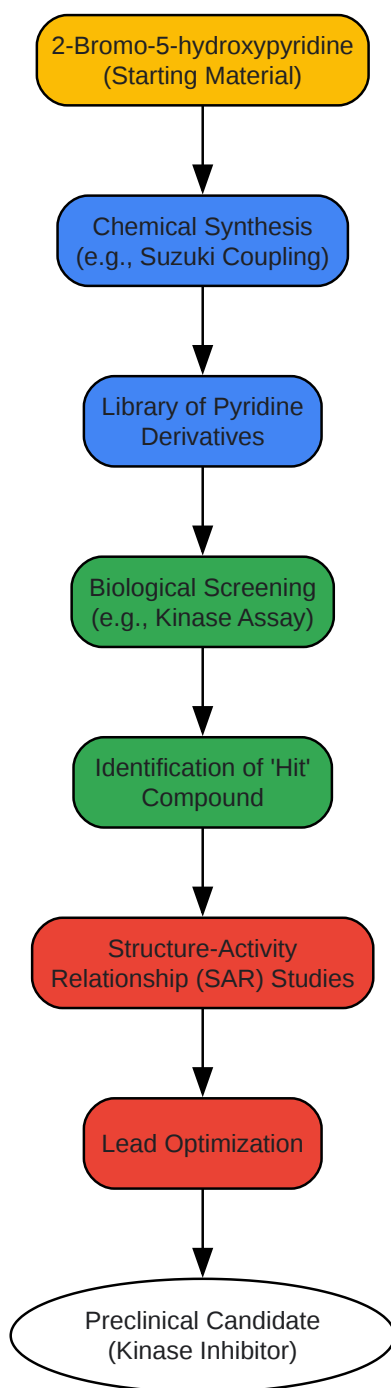 2-Bromo-5-hydroxypyridine
(Starting Material)
Chemical Synthesis
(e.g., Suzuki Coupling)
Library of Pyridine
Derivatives
Biological Screening
(e.g., Kinase Assay)
Identification of 'Hit'
Compound
Structure-Activity
Relationship (SAR) Studies
Lead Optimization
Preclinical Candidate
(Kinase Inhibitor)